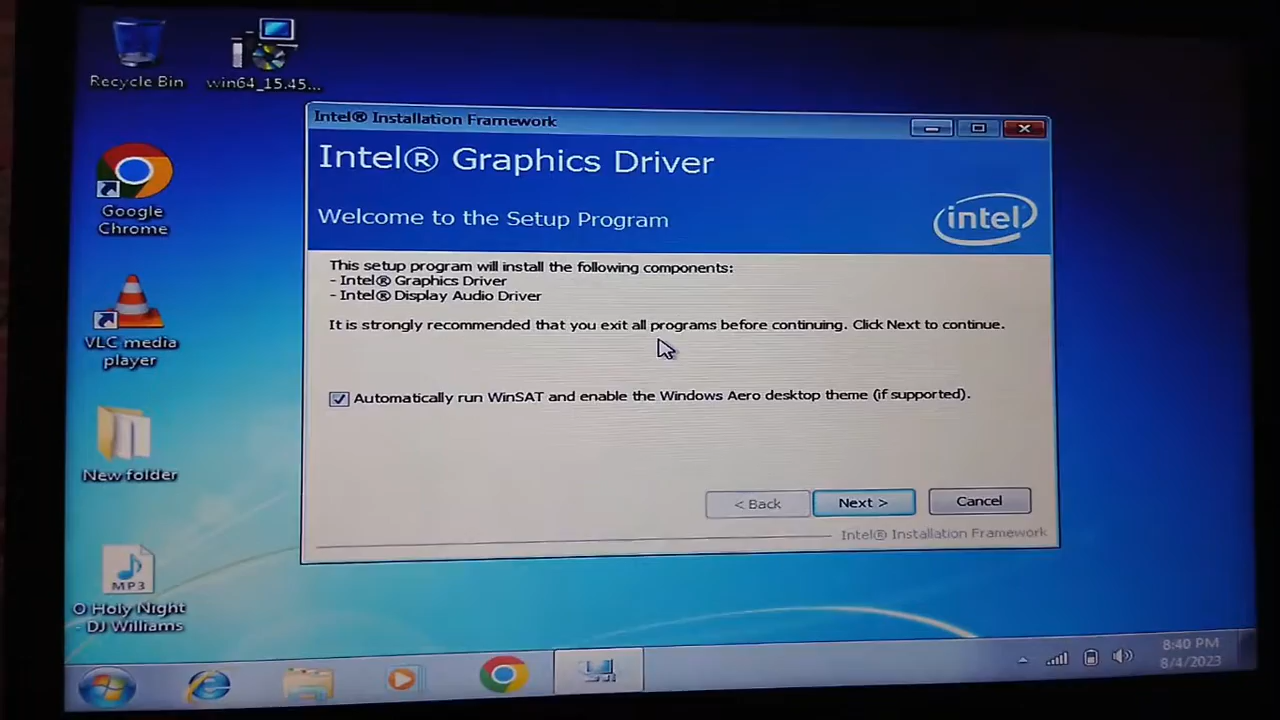 Recycle Bin
win64_15.45...
Google
Chrome
VLC media
player
New folder
MP3
O Holy Night
- DJ Williams
Intel® Installation Framework
Intel® Graphics Driver
Welcome to the Setup Program
intel
This setup program will install the following components:
- Intel® Graphics Driver
- Intel® Display Audio Driver
It is strongly recommended that you exit all programs before continuing. Click Next to continue.
Automatically run WinSAT and enable the Windows Aero desktop theme (if supported).
< Back
Next >
Cancel
Intel® Installation Framework
8:40 PM
8/4/2023